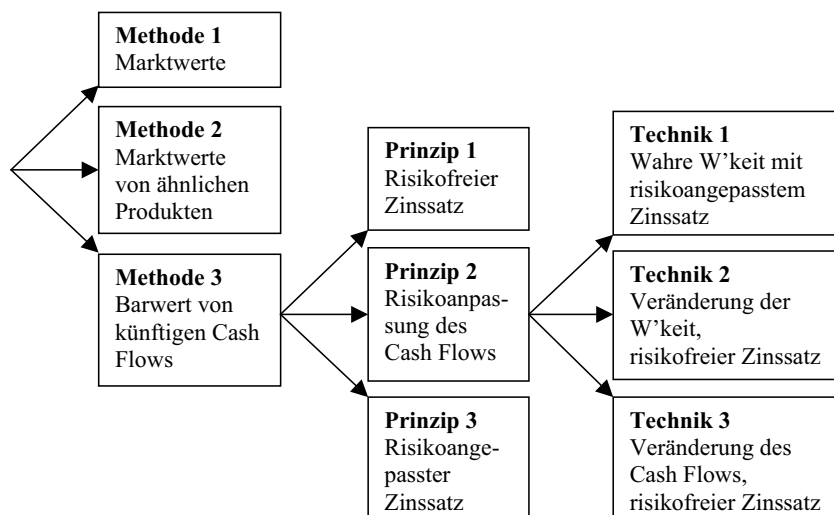 Methode 1
Marktwerte
Methode 2
Marktwerte
von ähnlichen
Produkten
Methode 3
Barwert von
künftigen Cash
Flows
Prinzip 1
Risikofreier
Zinssatz
Prinzip 2
Risikoanpas-
sung des
Cash Flows
Prinzip 3
Risikoange-
passter
Zinssatz
Technik 1
Wahre W’keit mit
risikoangepasstem
Zinssatz
Technik 2
Veränderung der
W’keit,
risikofreier Zinssatz
Technik 3
Veränderung des
Cash Flows,
risikofreier Zinssatz